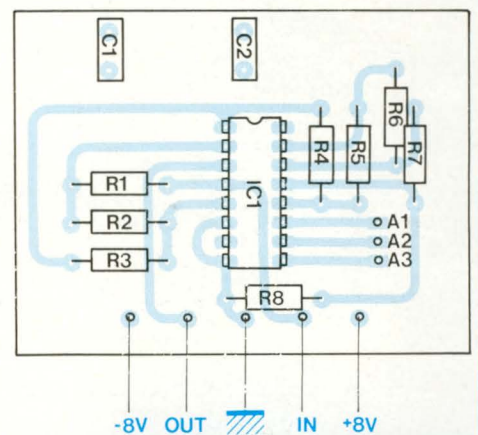 C1
C2
R6
R4
R5
R7
IC1
R1
R2
R3
A1
A2
A3
R8
-8V OUT IN +8V